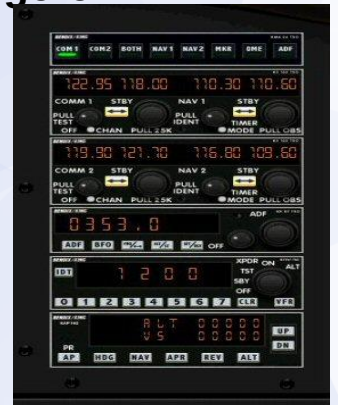 BENDIX/KING
COM 1 COM2 BOTH NAV 1 NAV 2 MKR DME ADF
BENDIX/KING
122.95 118.00 110.30 110.60
COMM 1 STBY NAV 1 STBY
PULL TEST PULL IDENT TIMER
OFF CHAN PULL 25K MODE PULL OBS
BENDIX/KING
119.90 121.70 116.80 109.60
COMM 2 STBY NAV 2 STBY
PULL TEST PULL IDENT TIMER
OFF CHAN PULL 25K MODE PULL OBS
BENDIX/KING
0353.0 ADF
ADF BFO OFF
BENDIX/KING
IDT 7200 XPDR ON ALT
TST
SBY
OFF
0 1 2 3 4 5 6 7 CLR VFR
BENDIX/KING
ALT 00000 UP
VS 0000 DN
PR
AP HDG NAV APR REV ALT